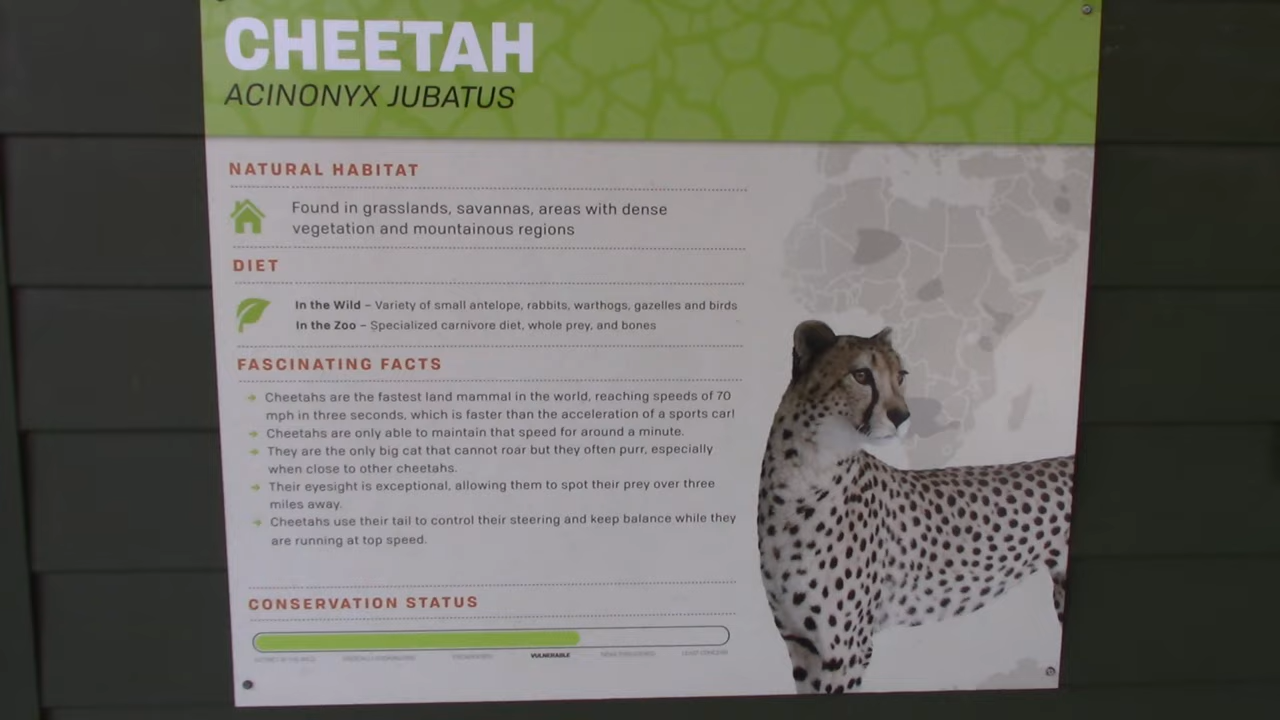 CHEETAH
ACINONYX JUBATUS
NATURAL HABITAT
Found in grasslands, savannas, areas with dense
vegetation and mountainous regions
DIET
In the Wild – Variety of small antelope, rabbits, warthogs, gazelles and birds
In the Zoo – Specialized carnivore diet, whole prey, and bones
FASCINATING FACTS
Cheetahs are the fastest land mammal in the world, reaching speeds of 70
mph in three seconds, which is faster than the acceleration of a sports car!
Cheetahs are only able to maintain that speed for around a minute.
They are the only big cat that cannot roar but they often purr, especially
when close to other cheetahs.
Their eyesight is exceptional, allowing them to spot their prey over three
miles away.
Cheetahs use their tail to control their steering and keep balance while they
are running at top speed.
CONSERVATION STATUS
VULNERABLE